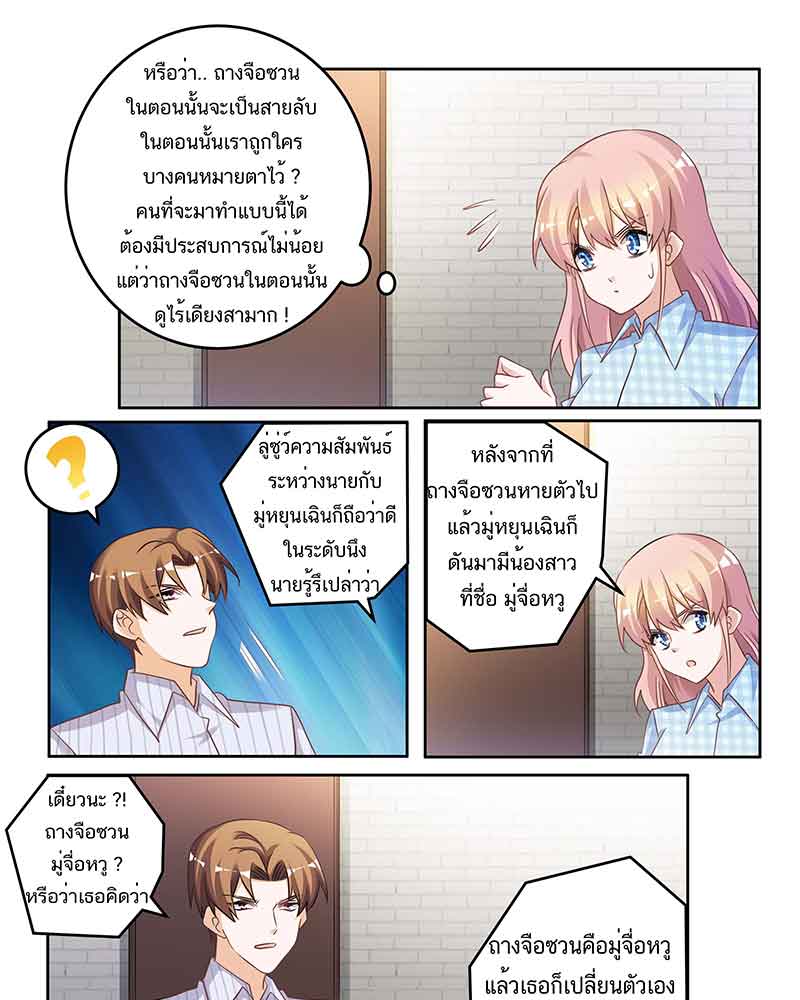 หรือว่า.. ถางจือซวน
ในตอนนั้นจะเป็นสายลับ
ในตอนนั้นเราถูกใคร
บางคนหมายตาไว้ ?
คนที่จะมาทำแบบนี้ได้
ต้องมีประสบการณ์ไม่น้อย
แต่ว่าถางจือซวนในตอนนั้น
ดูไร้เดียงสามาก !
?
ลู่ซู่ว์ความสัมพันธ์
ระหว่างนายกับ
มู่หยุนเฉินก็ถือว่าดี
ในระดับนึง
นายรู้รึเปล่าว่า
หลังจากที่
ถางจือซวนหายตัวไป
แล้วมู่หยุนเฉินก็
ดันมามีน้องสาว
ที่ชื่อ มู่จื่อหวู
เดี๋ยวนะ ?!
ถางจือซวน
มู่จื่อหวู ?
หรือว่าเธอคิดว่า
ถางจือซวนคือมู่จื่อหวู
แล้วเธอก็เปลี่ยนตัวเอง